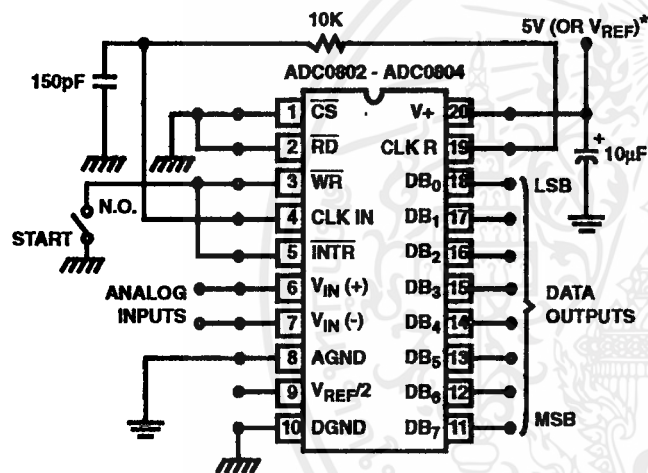 10K
5V (OR VREF)*
150pF
ADC0802 - ADC0804
1 CS V+ 20
2 RD CLK R 19
+
10µF
3 WR DB0 18 LSB
N.O.
4 CLK IN DB1 17
START
5 INTR DB2 16
ANALOG INPUTS
6 VIN (+) DB3 15
DATA OUTPUTS
7 VIN (-) DB4 14
8 AGND DB5 13
9 VREF/2 DB6 12
10 DGND DB7 11 MSB